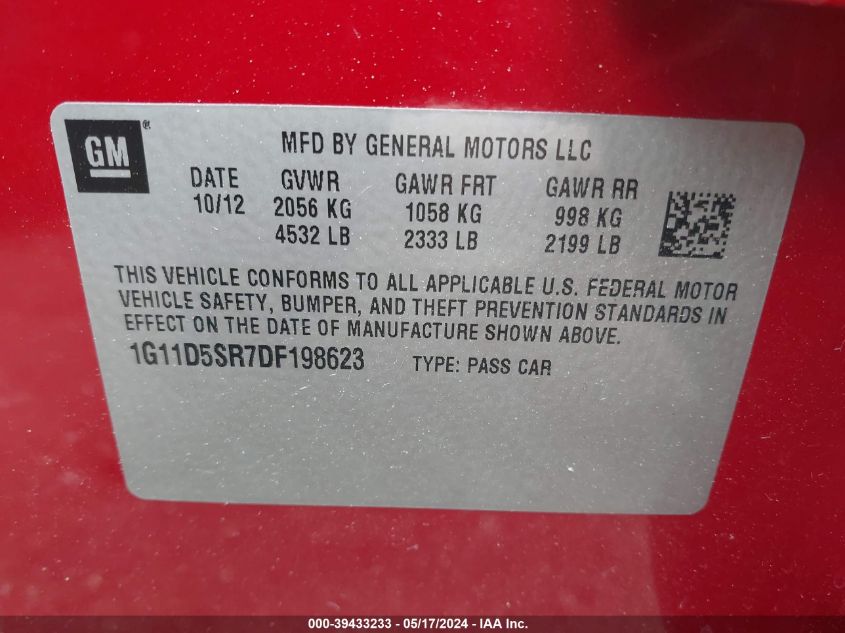 GM®
MFD BY GENERAL MOTORS LLC
DATE GVWR GAWR FRT GAWR RR
10/12 2056 KG 1058 KG 998 KG
4532 LB 2333 LB 2199 LB
THIS VEHICLE CONFORMS TO ALL APPLICABLE U.S. FEDERAL MOTOR
VEHICLE SAFETY, BUMPER, AND THEFT PREVENTION STANDARDS IN
EFFECT ON THE DATE OF MANUFACTURE SHOWN ABOVE.
1G11D5SR7DF198623 TYPE: PASS CAR
000-39433233 - 05/17/2024 - IAA, Inc.